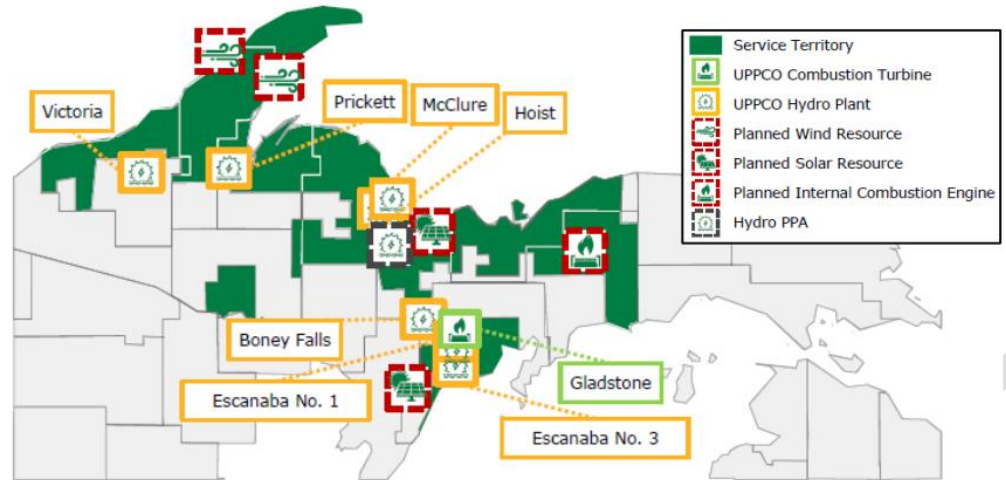 Victoria
Prickett
McClure
Hoist
Service Territory
UPPCO Combustion Turbine
UPPCO Hydro Plant
Planned Wind Resource
Planned Solar Resource
Planned Internal Combustion Engine
Hydro PPA
Boney Falls
Escanaba No. 1
Gladstone
Escanaba No. 3